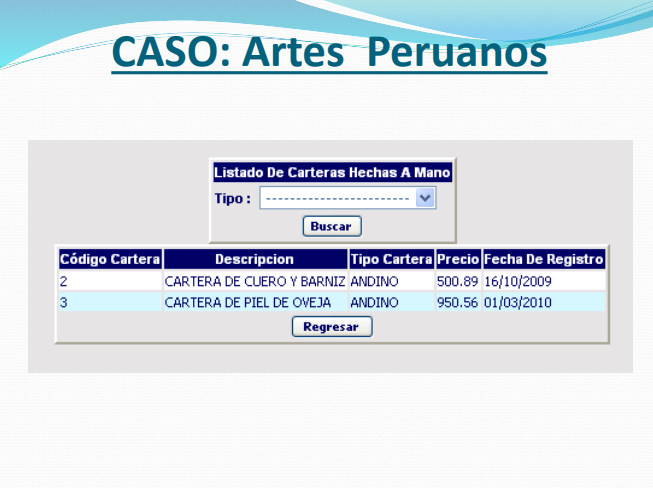 CASO: Artes Peruanos
Listado De Carteras Hechas A Mano
Tipo : ------------------------
Buscar
Código Cartera Descripcion Tipo Cartera Precio Fecha De Registro
2 CARTERA DE CUERO Y BARNIZ ANDINO 500.89 16/10/2009
3 CARTERA DE PIEL DE OVEJA ANDINO 950.56 01/03/2010
Regresar